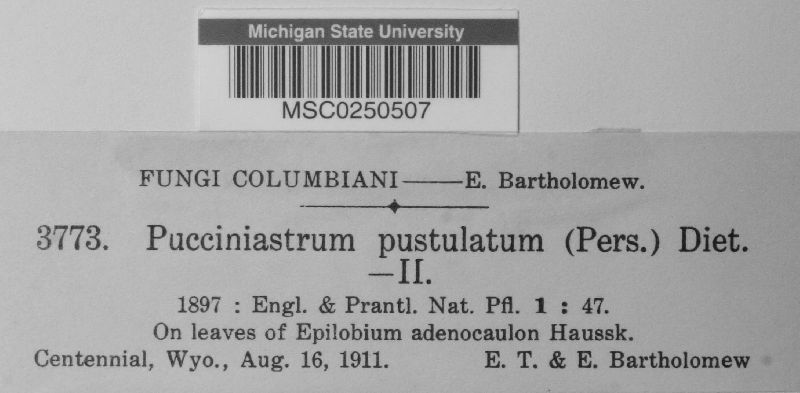 Michigan State University
MSC0250507
FUNGI COLUMBIANI——E. Bartholomew.
3773. Pucciniastrum pustulatum (Pers.) Diet.
—II.
1897 : Engl. & Prantl. Nat. Pfl. 1 : 47.
On leaves of Epilobium adenocaulon Haussk.
Centennial, Wyo., Aug. 16, 1911. E. T. & E. Bartholomew